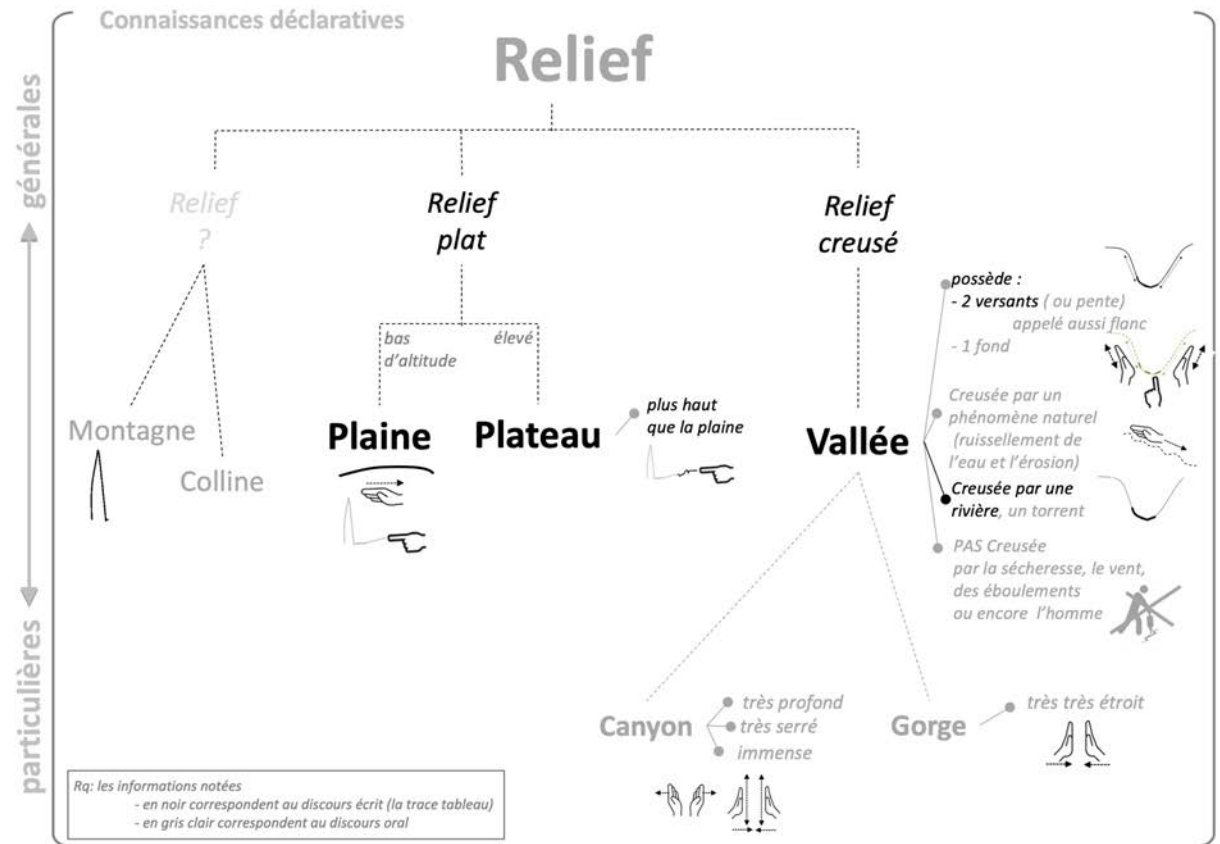 Connaissances déclaratives
Relief
générales
particulières
Relief
?
Relief
plat
Relief
creusé
bas
d'altitude
élevé
Montagne
Colline
Plaine
Plateau
plus haut
que la plaine
Vallée
possède :
- 2 versants ( ou pente)
appelé aussi flanc
- 1 fond
Creusée par un
phénomène naturel
(ruissellement de
l'eau et l'érosion)
Creusée par une
rivière, un torrent
PAS Creusée
par la sécheresse, le vent,
des éboulements
ou encore l'homme
Canyon
très profond
très serré
immense
Gorge
très très étroit
Rq: les informations notées
- en noir correspondent au discours écrit (la trace tableau)
- en gris clair correspondent au discours oral